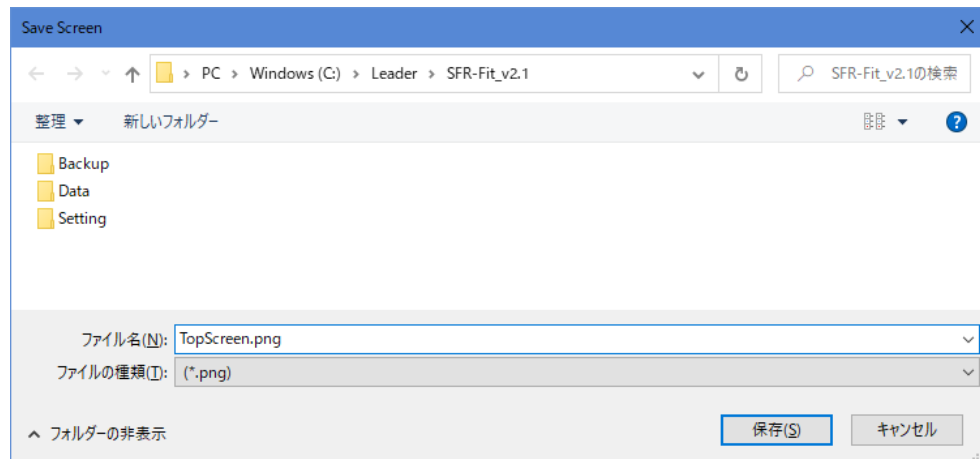 Save Screen
PC > Windows (C:) > Leader > SFR-Fit_v2.1
SFR-Fit_v2.1の検索
整理 新しいフォルダー
Backup
Data
Setting
ファイル名(N): TopScreen.png
ファイルの種類(T): (*.png)
フォルダーの非表示
保存(S) キャンセル